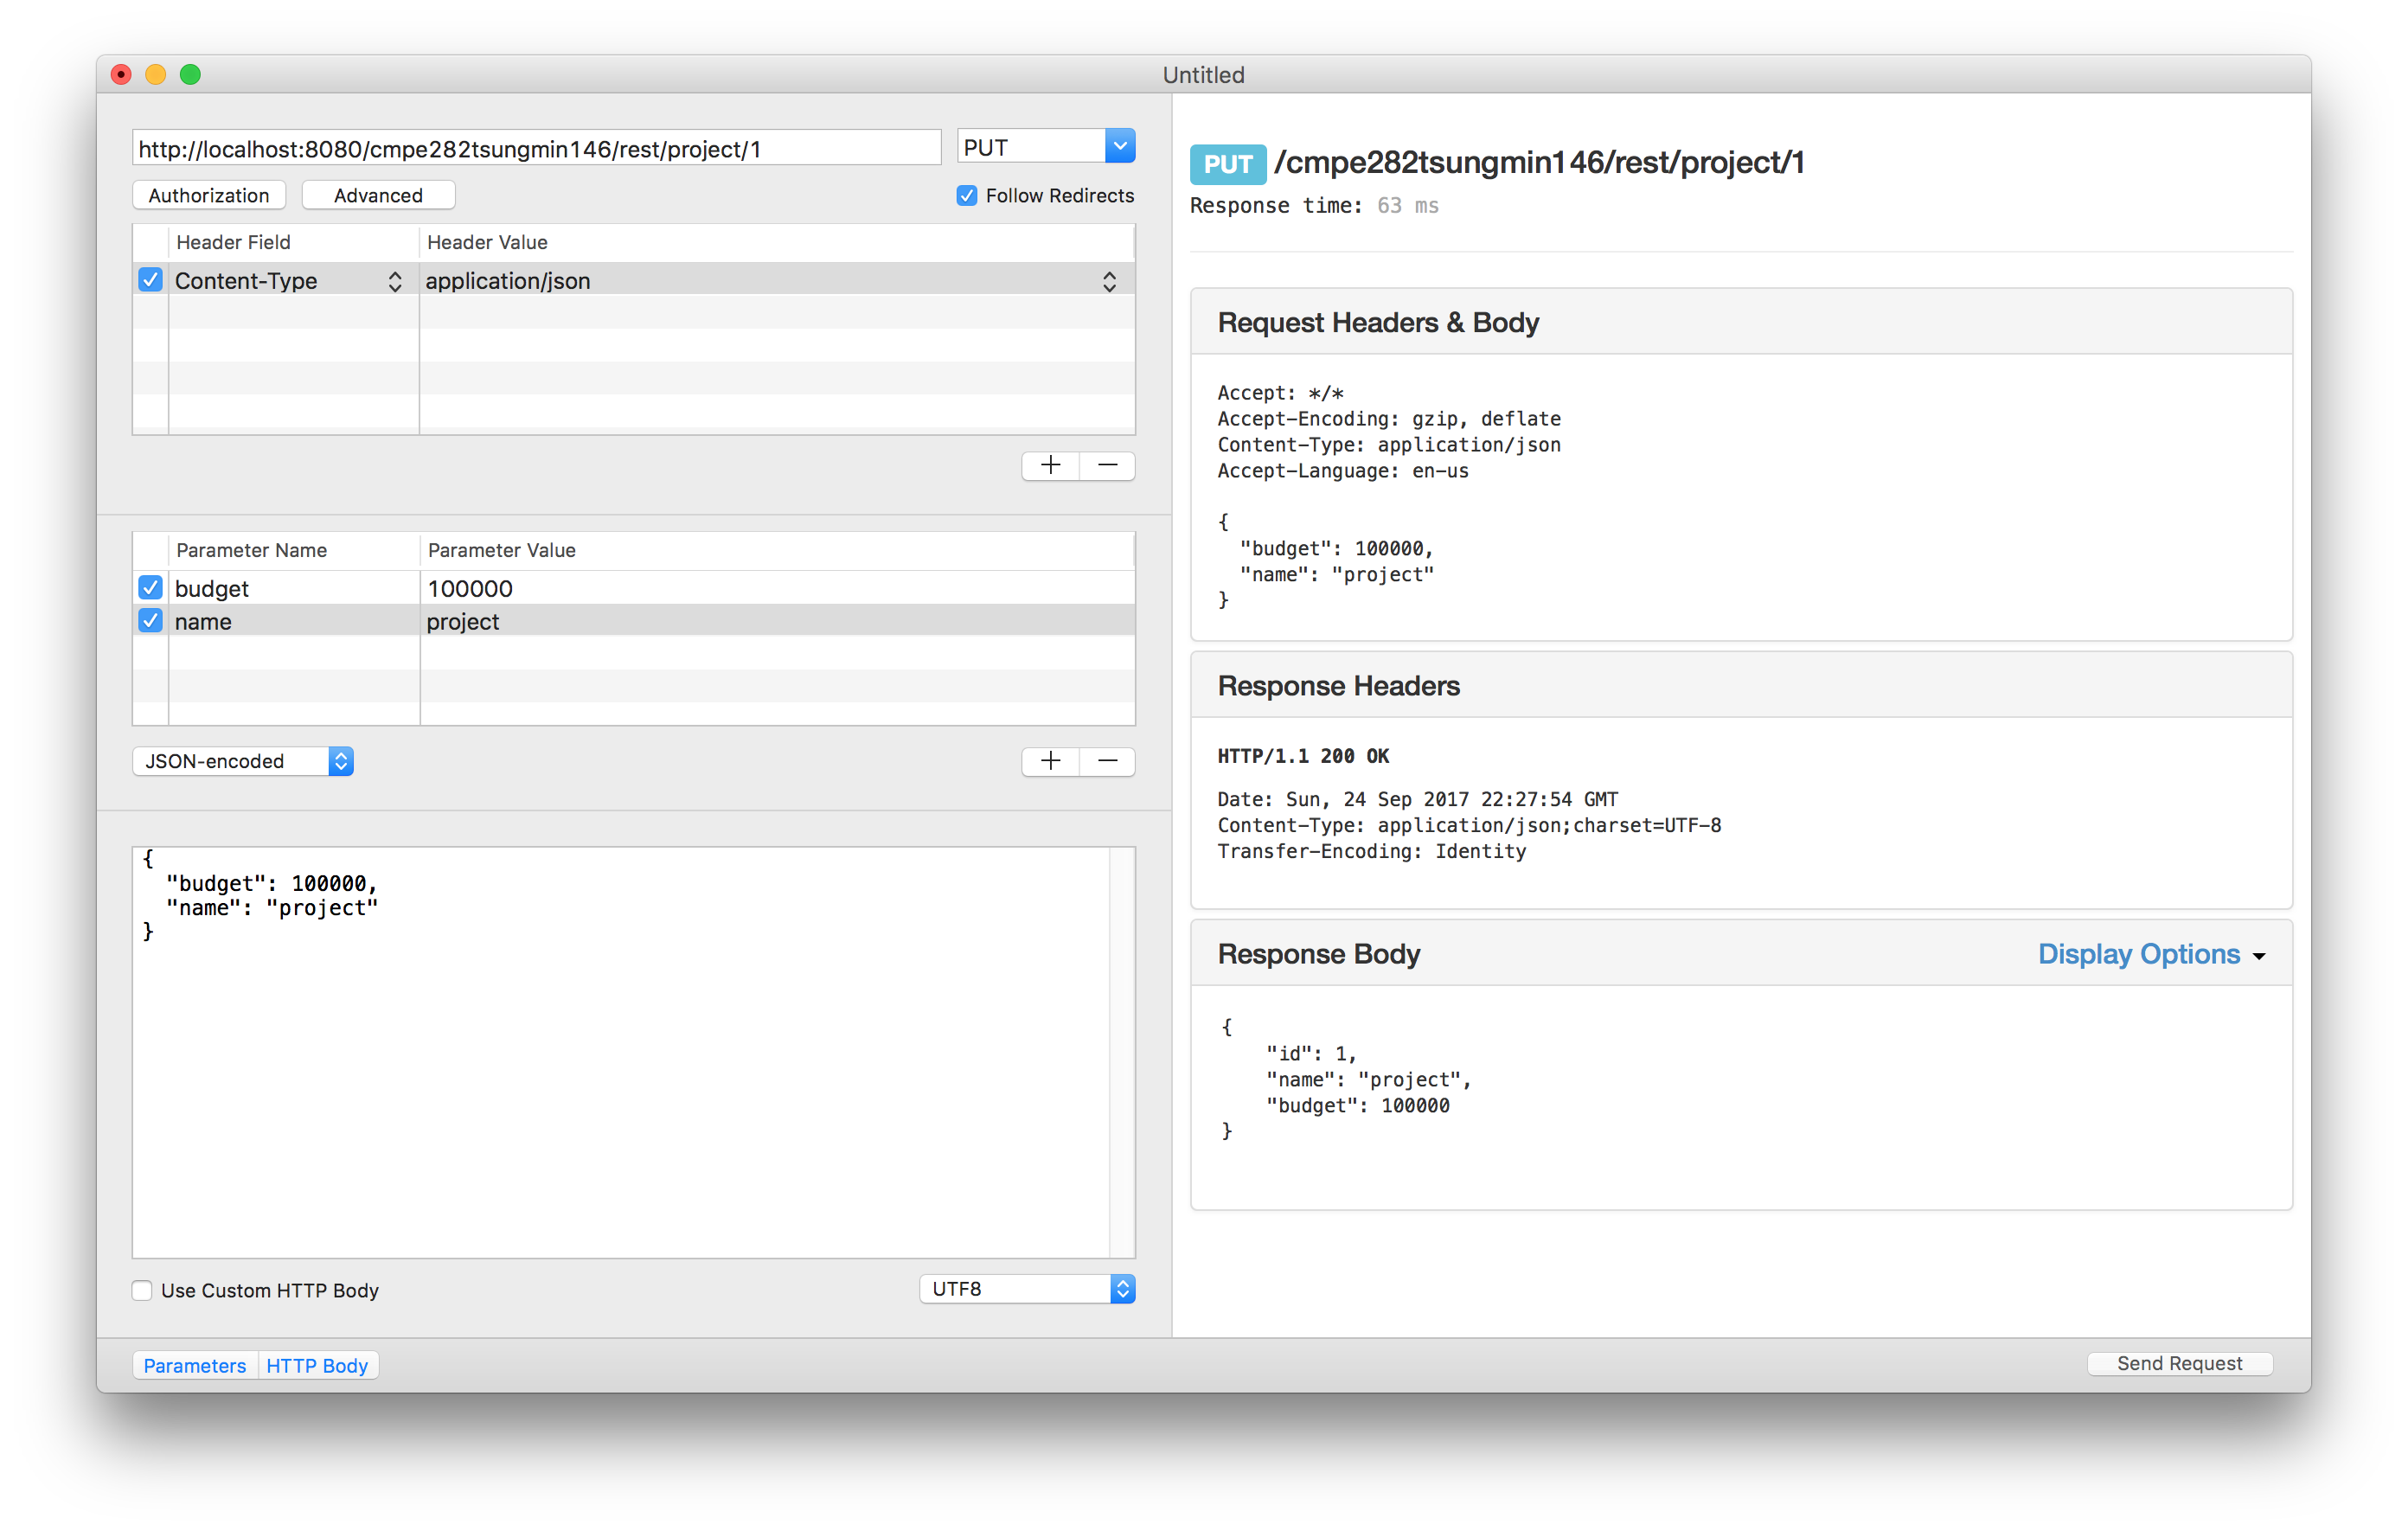 Untitled
http://localhost:8080/cmpe282tsungmin146/rest/project/1
PUT
Authorization
Advanced
Follow Redirects
Header Field
Header Value
Content-Type
application/json
Parameter Name
Parameter Value
budget
100000
name
project
JSON-encoded
{
"budget": 100000,
"name": "project"
}
Use Custom HTTP Body
UTF8
Parameters
HTTP Body
PUT /cmpe282tsungmin146/rest/project/1
Response time: 63 ms
Request Headers & Body
Accept: */*
Accept-Encoding: gzip, deflate
Content-Type: application/json
Accept-Language: en-us
{
"budget": 100000,
"name": "project"
}
Response Headers
HTTP/1.1 200 OK
Date: Sun, 24 Sep 2017 22:27:54 GMT
Content-Type: application/json;charset=UTF-8
Transfer-Encoding: Identity
Response Body
Display Options
{
"id": 1,
"name": "project",
"budget": 100000
}
Send Request